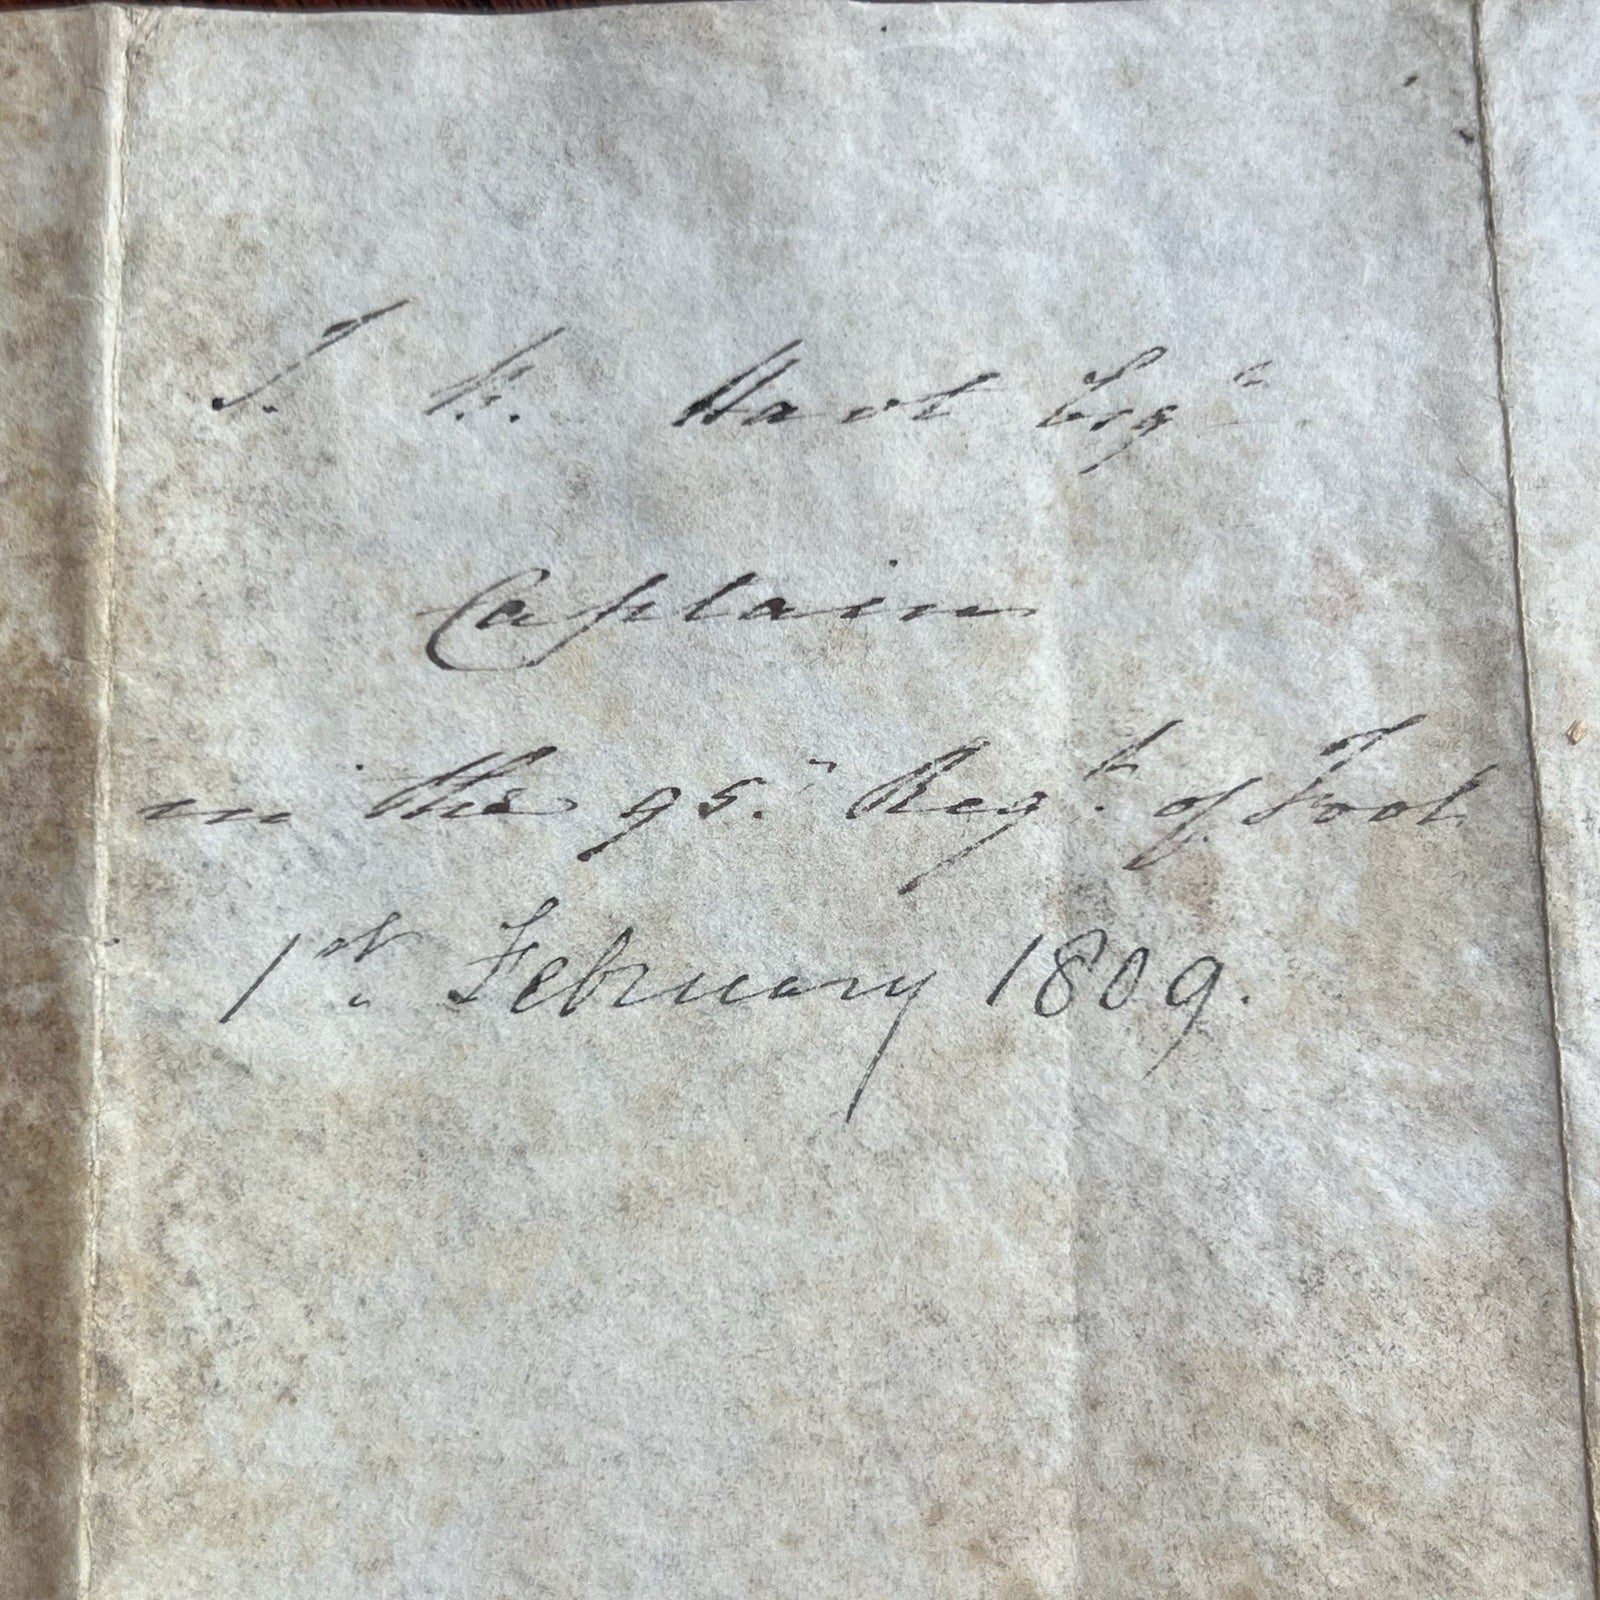 T. H. Hart Esqr.
Captain
in the 95th Regt. of Foot
1st. February 1809.